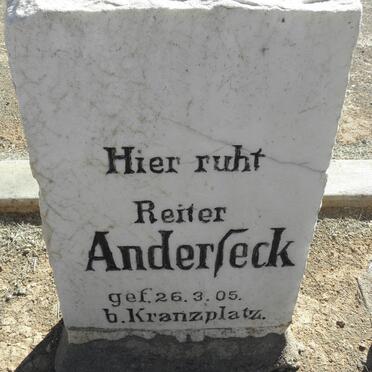 Hier ruht
Reiter
Anderſeck
gef. 26. 3. 05.
b. Kranzplatz.